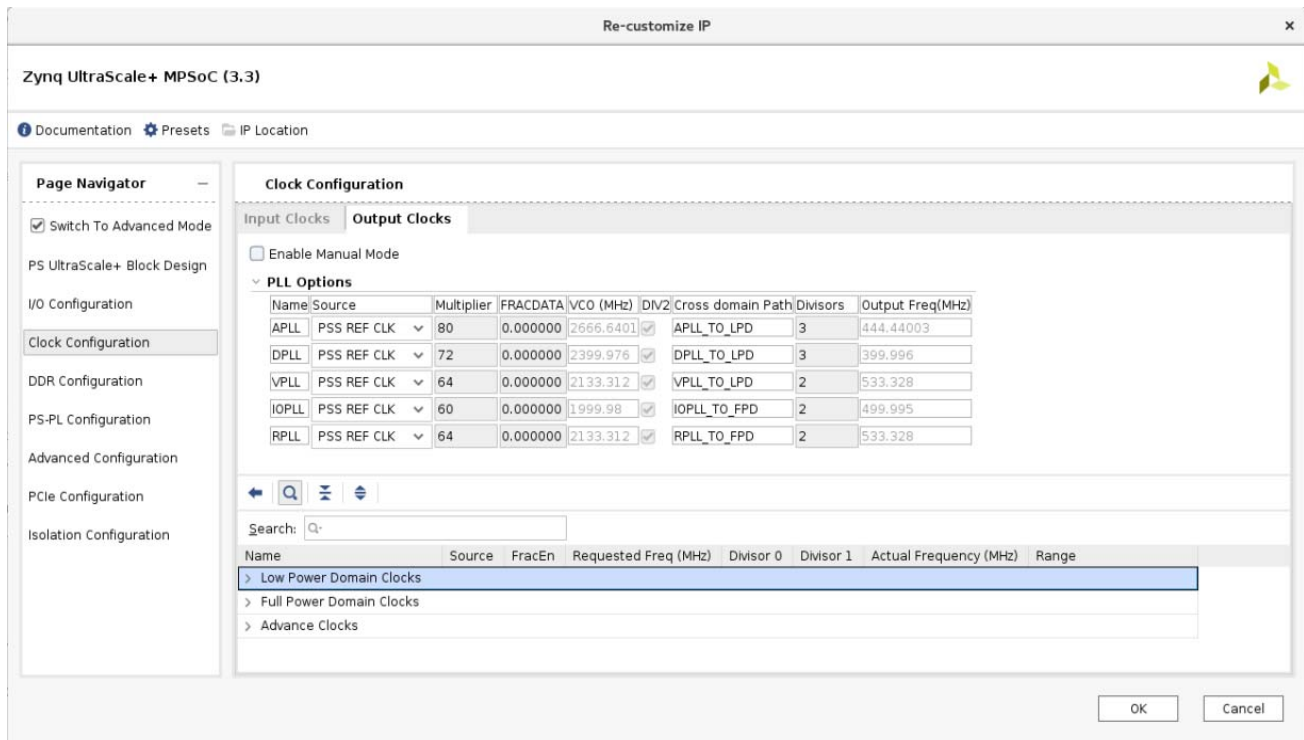 Re-customize IP
Zynq UltraScale+ MPSoC (3.3)
Documentation Presets IP Location
Page Navigator
Switch To Advanced Mode
PS UltraScale+ Block Design
I/O Configuration
Clock Configuration
DDR Configuration
PS-PL Configuration
Advanced Configuration
PCIe Configuration
Isolation Configuration
Clock Configuration
Input Clocks Output Clocks
Enable Manual Mode
PLL Options
Name Source Multiplier FRACDATA VCO (MHz) DIV2 Cross domain Path Divisors Output Freq(MHz)
APLL PSS REF CLK 80 0.000000 2666.6401 APLL_TO_LPD 3 444.44003
DPLL PSS REF CLK 72 0.000000 2399.976 DPLL_TO_LPD 3 399.996
VPLL PSS REF CLK 64 0.000000 2133.312 VPLL_TO_LPD 2 533.328
IOPLL PSS REF CLK 60 0.000000 1999.98 IOPLL_TO_FPD 2 499.995
RPLL PSS REF CLK 64 0.000000 2133.312 RPLL_TO_FPD 2 533.328
Search:
Name Source FracEn Requested Freq (MHz) Divisor 0 Divisor 1 Actual Frequency (MHz) Range
Low Power Domain Clocks
Full Power Domain Clocks
Advance Clocks
OK Cancel